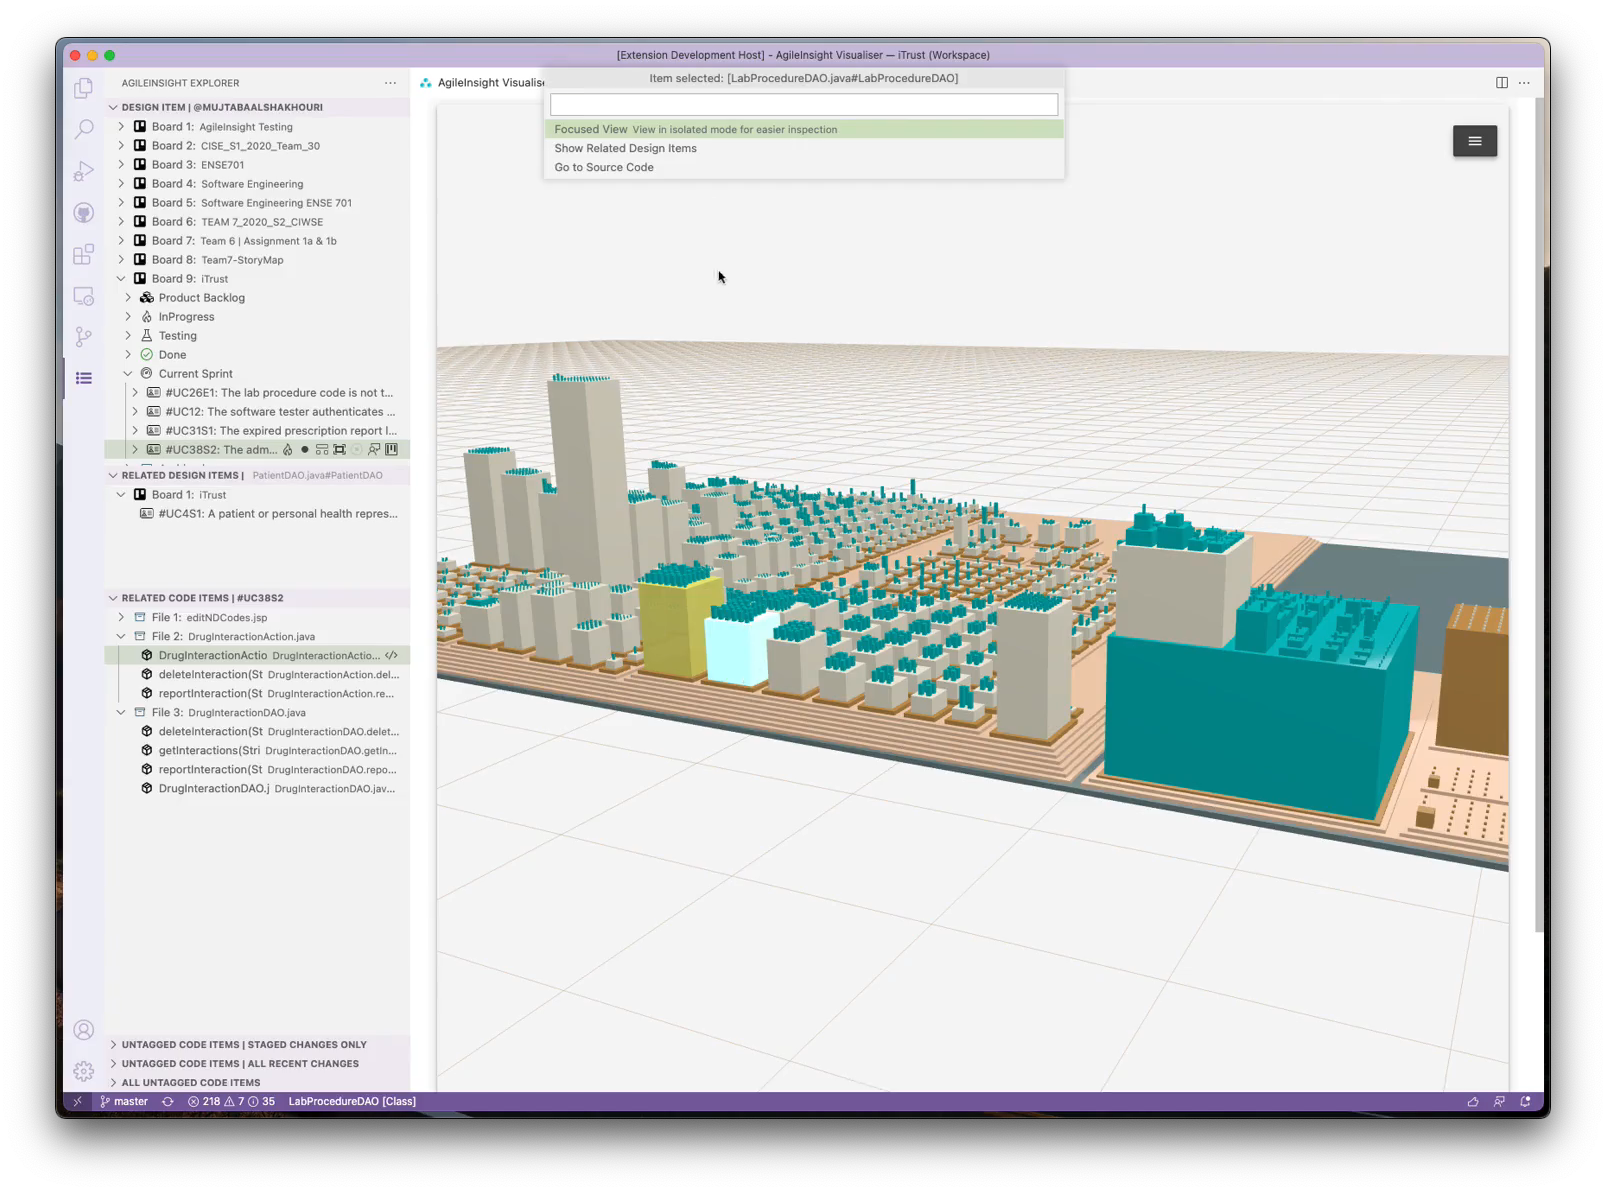 [Extension Development Host] - AgileInsight Visualiser — iTrust (Workspace)
AGILEINSIGHT EXPLORER
AgileInsight Visualise
Item selected: [LabProcedureDAO.java#LabProcedureDAO]
Focused View View in isolated mode for easier inspection
Show Related Design Items
Go to Source Code
DESIGN ITEM | @MUJTABAALSHAKHOURI
Board 1: AgileInsight Testing
Board 2: CISE_S1_2020_Team_30
Board 3: ENSE701
Board 4: Software Engineering
Board 5: Software Engineering ENSE 701
Board 6: TEAM 7_2020_S2_CIWSE
Board 7: Team 6 | Assignment 1a & 1b
Board 8: Team7-StoryMap
Board 9: iTrust
Product Backlog
InProgress
Testing
Done
Current Sprint
#UC26E1: The lab procedure code is not t...
#UC12: The software tester authenticates ...
#UC31S1: The expired prescription report l...
#UC38S2: The adm...
RELATED DESIGN ITEMS | PatientDAO.java#PatientDAO
Board 1: iTrust
#UC4S1: A patient or personal health repres...
RELATED CODE ITEMS | #UC38S2
File 1: editNDCodes.jsp
File 2: DrugInteractionAction.java
DrugInteractionActio DrugInteractionActio... </>
deleteInteraction(St DrugInteractionAction.del...
reportInteraction(St DrugInteractionAction.re...
File 3: DrugInteractionDAO.java
deleteInteraction(St DrugInteractionDAO.delet...
getInteractions(Stri DrugInteractionDAO.getIn...
reportInteraction(St DrugInteractionDAO.repo...
DrugInteractionDAO.j DrugInteractionDAO.jav...
UNTAGGED CODE ITEMS | STAGED CHANGES ONLY
UNTAGGED CODE ITEMS | ALL RECENT CHANGES
ALL UNTAGGED CODE ITEMS
master 218 7 35 LabProcedureDAO [Class]